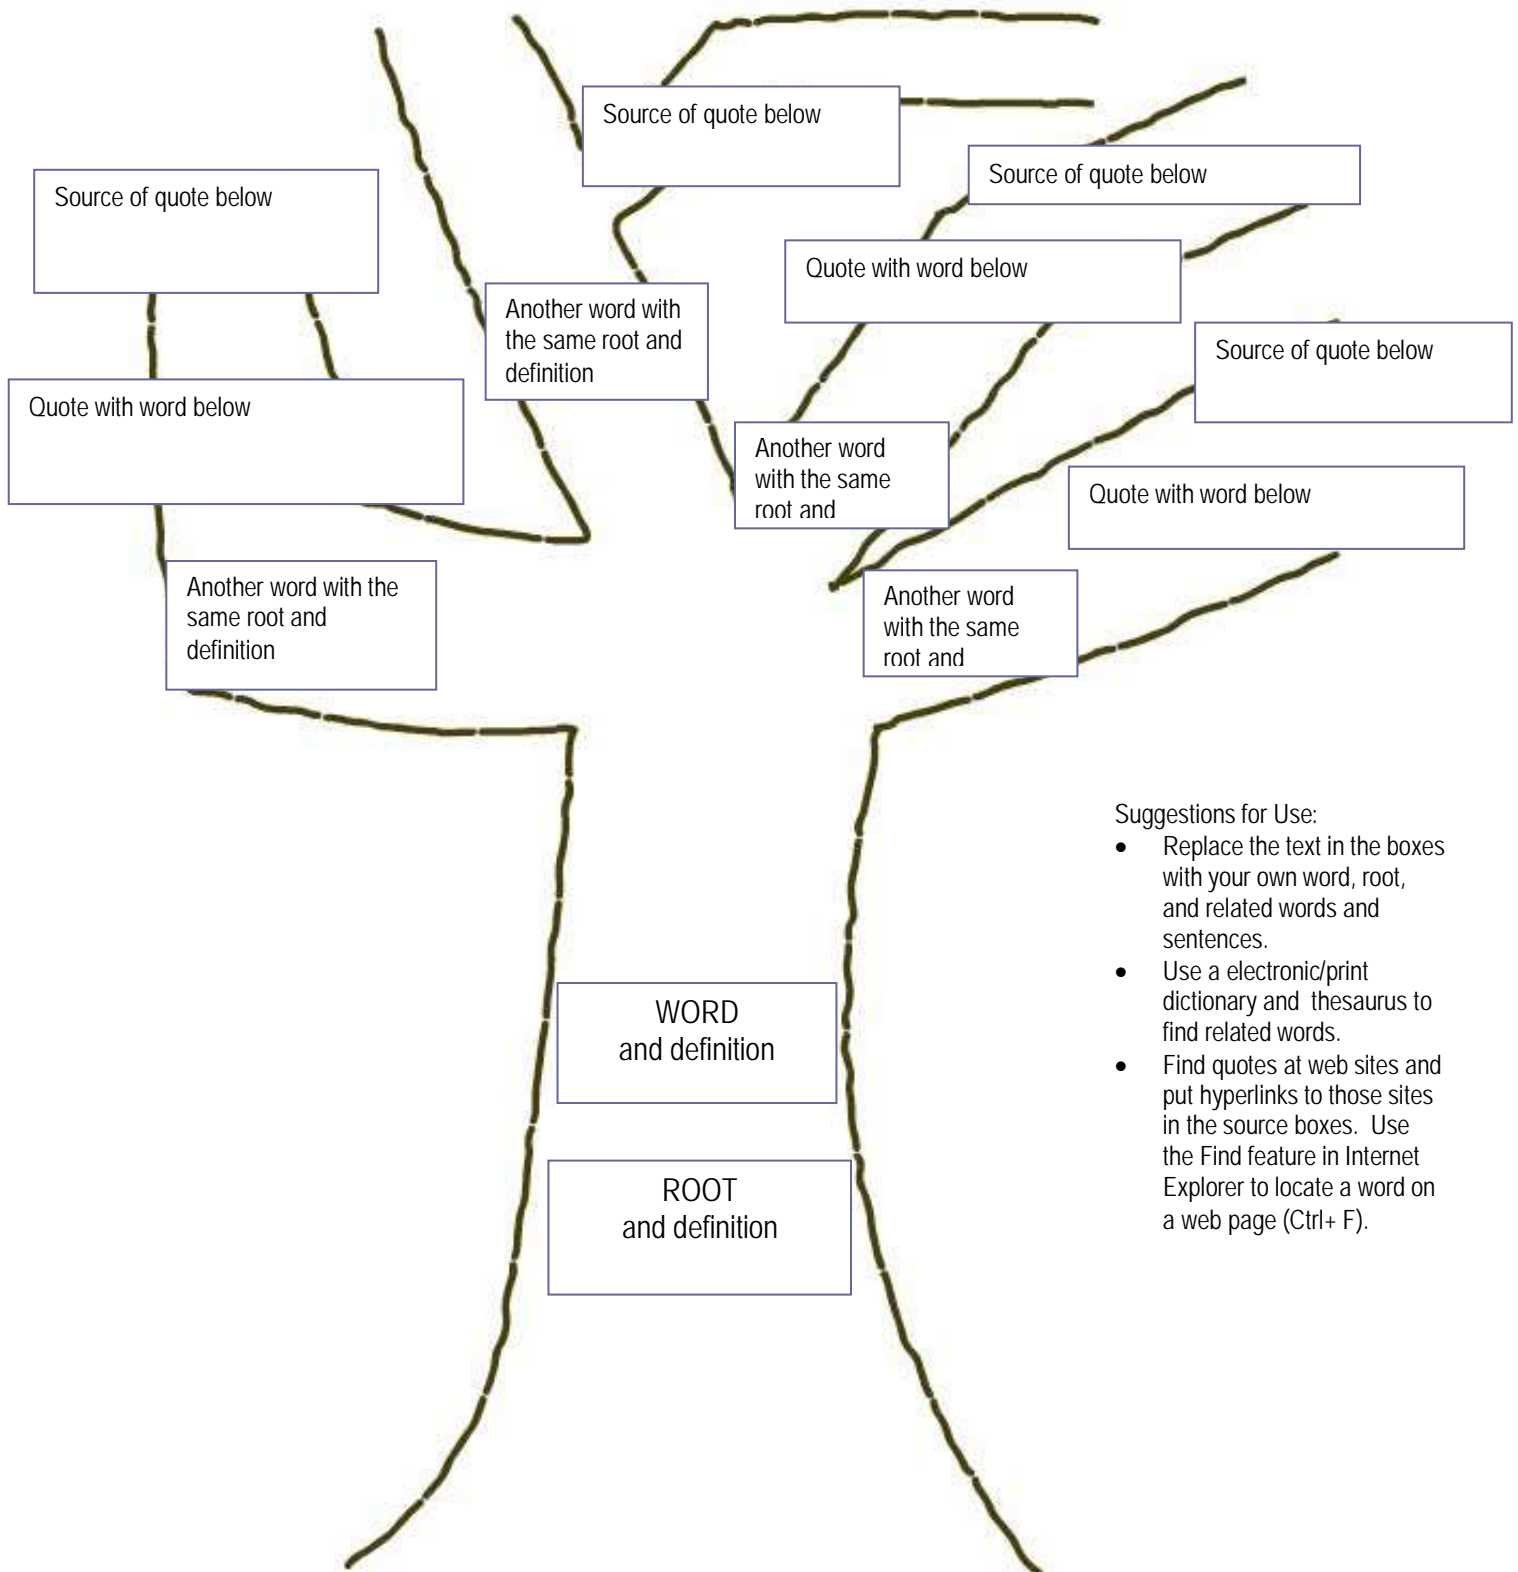 Source of quote below
Source of quote below
Source of quote below
Quote with word below
Another word with
the same root and
definition
Source of quote below
Quote with word below
Another word
with the same
root and
Quote with word below
Another word with the
same root and
definition
Another word
with the same
root and
Suggestions for Use:
• Replace the text in the boxes
with your own word, root,
and related words and
sentences.
• Use a electronic/print
dictionary and thesaurus to
find related words.
• Find quotes at web sites and
put hyperlinks to those sites
in the source boxes. Use
the Find feature in Internet
Explorer to locate a word on
a web page (Ctrl+ F).
WORD
and definition
ROOT
and definition